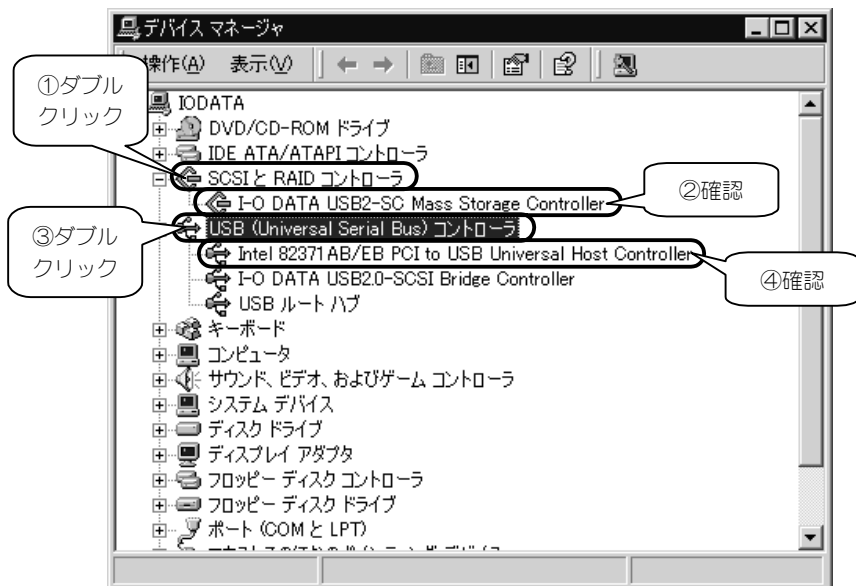 デバイス マネージャ
操作(A) 表示(V)
①ダブル
クリック
IODATA
DVD/CD-ROM ドライブ
IDE ATA/ATAPI コントローラ
SCSI と RAID コントローラ
I-O DATA USB2-SC Mass Storage Controller
②確認
③ダブル
クリック
USB (Universal Serial Bus) コントローラ
Intel 82371AB/EB PCI to USB Universal Host Controller
④確認
I-O DATA USB2.0-SCSI Bridge Controller
USB ルート ハブ
キーボード
コンピュータ
サウンド、ビデオ、およびゲーム コントローラ
システム デバイス
ディスク ドライブ
ディスプレイ アダプタ
フロッピー ディスク コントローラ
フロッピー ディスク ドライブ
ポート (COM と LPT)